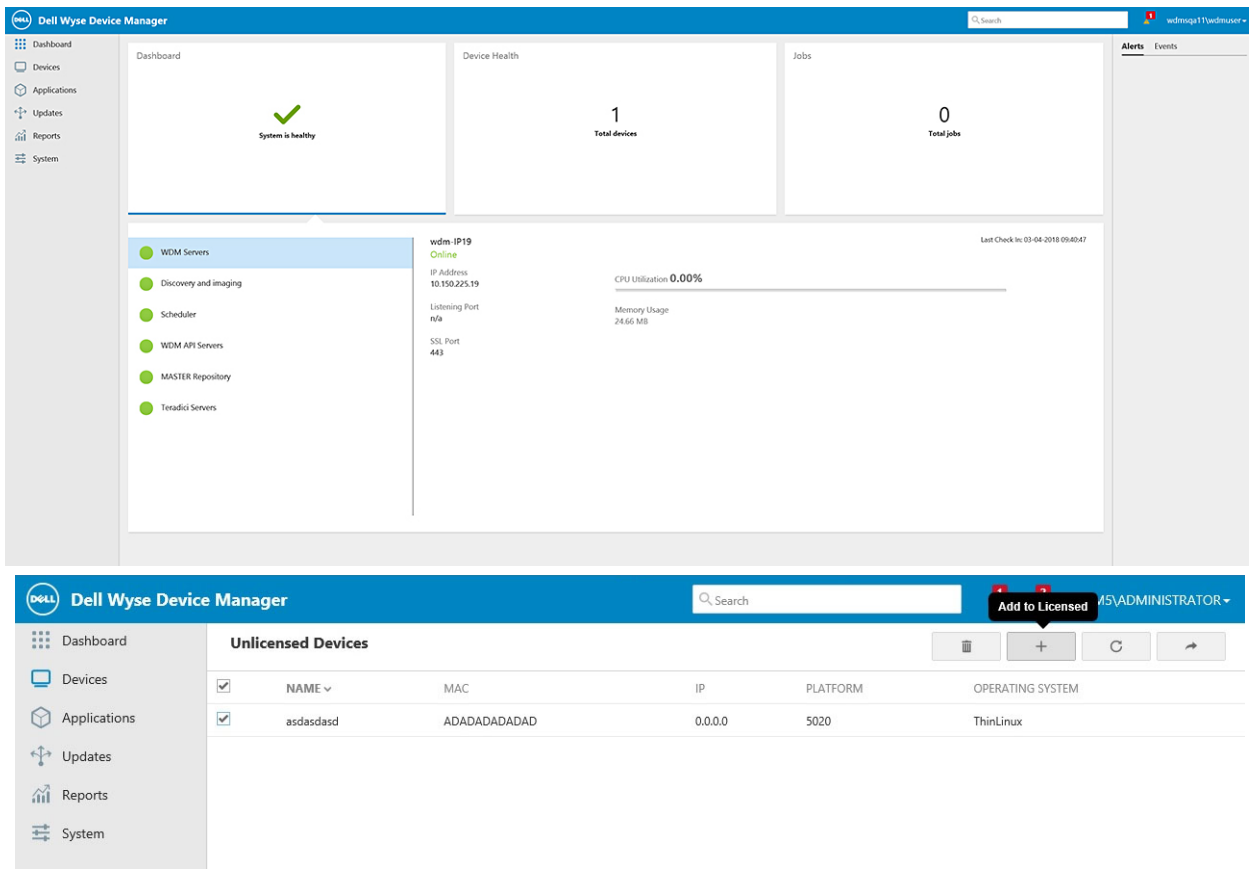 DELL Dell Wyse Device Manager Search 1 wdmsqa11\wdmuser
Dashboard
Devices
Applications
Updates
Reports
System
Dashboard
System is healthy
Device Health
1
Total devices
Jobs
0
Total jobs
Alerts Events
WDM Servers
Discovery and imaging
Scheduler
WDM API Servers
MASTER Repository
Teradici Servers
wdm-IP19
Online
IP Address
10.150.225.19
Listening Port
n/a
SSL Port
443
CPU Utilization 0.00%
Memory Usage
24.66 MB
Last Check In: 03-04-2018 09:40:47
DELL Dell Wyse Device Manager Search M5\ADMINISTRATOR
Add to Licensed
Dashboard
Devices
Applications
Updates
Reports
System
Unlicensed Devices
NAME MAC IP PLATFORM OPERATING SYSTEM
asdasdasd ADADADADADAD 0.0.0.0 5020 ThinLinux